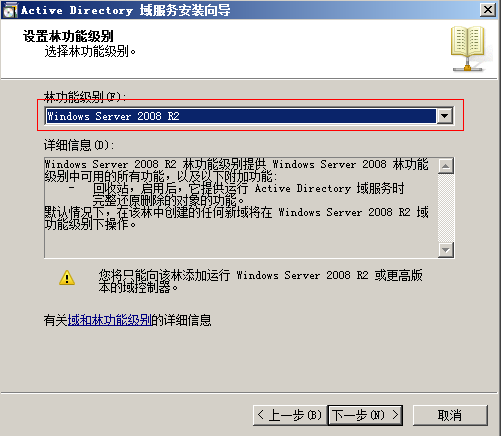 Active Directory 域服务安装向导
设置林功能级别
选择林功能级别。
林功能级别(F):
Windows Server 2008 R2
详细信息(D):
Windows Server 2008 R2 林功能级别提供 Windows Server 2008 林功能
级别中可用的所有功能，以及以下附加功能:
- 回收站，启用后，它提供运行 Active Directory 域服务时
完整还原删除的对象的功能。
默认情况下，在该林中创建的任何新域将在 Windows Server 2008 R2 域
功能级别下操作。
您将只能向该林添加运行 Windows Server 2008 R2 或更高版
本的域控制器。
有关域和林功能级别的详细信息
< 上一步(B) 下一步(N) > 取消